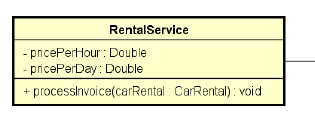 RentalService
- pricePerHour : Double
- pricePerDay : Double
+ processInvoice(carRental : CarRental) : void